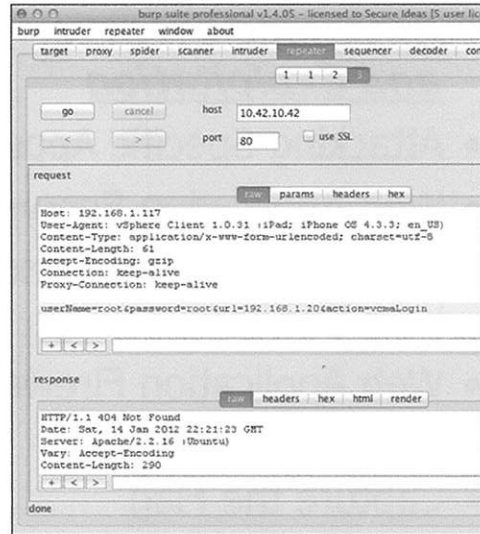 burp suite professional v1.4.05 - licensed to Secure Ideas [5 user lic
burp intruder repeater window about
target proxy spider scanner intruder repeater sequencer decoder con
1 1 2 3
go cancel host 10.42.10.42
< > port 80 use SSL
request
raw params headers hex
Host: 192.168.1.117
User-Agent: vSphere Client 1.0.31 (iPad; iPhone OS 4.3.3; en_US)
Content-Type: application/x-www-form-urlencoded; charset=utf-8
Content-Length: 61
Accept-Encoding: gzip
Connection: keep-alive
Proxy-Connection: keep-alive
userName=root&password=root&url=192.168.1.20&action=vcmaLogin
+ < >
response
raw headers hex html render
HTTP/1.1 404 Not Found
Date: Sat, 14 Jan 2012 22:21:23 GMT
Server: Apache/2.2.16 (Ubuntu)
Vary: Accept-Encoding
Content-Length: 290
+ < >
done